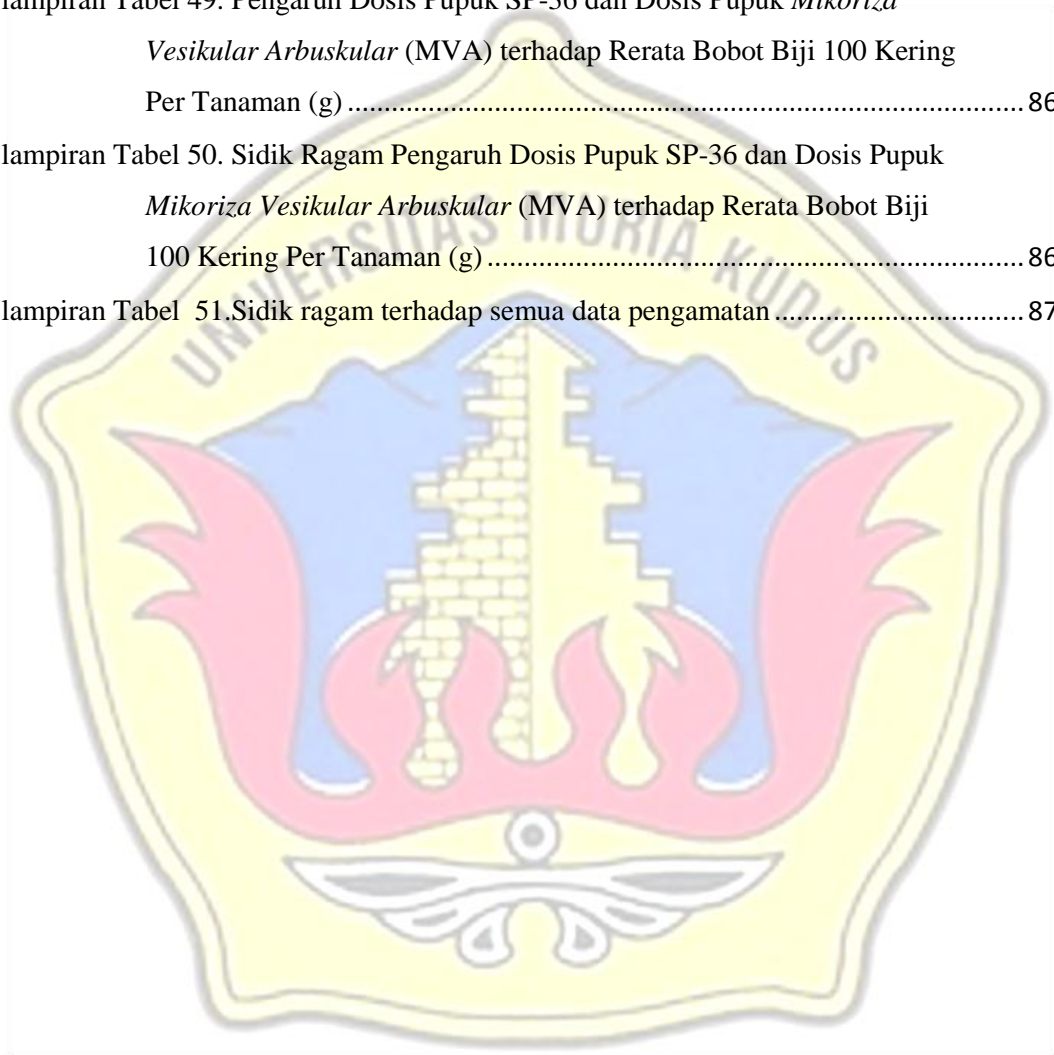 lampiran Tabel 49. Pengaruh Dosis Pupuk SP-36 dan Dosis Pupuk Mikoriza
Vesikular Arbuskular (MVA) terhadap Rerata Bobot Biji 100 Kering
Per Tanaman (g) ........................................................................................ 86
lampiran Tabel 50. Sidik Ragam Pengaruh Dosis Pupuk SP-36 dan Dosis Pupuk
Mikoriza Vesikular Arbuskular (MVA) terhadap Rerata Bobot Biji
100 Kering Per Tanaman (g) ...................................................................... 86
lampiran Tabel 51.Sidik ragam terhadap semua data pengamatan ................................ 87
UNIVERSITAS MURIA KUDUS